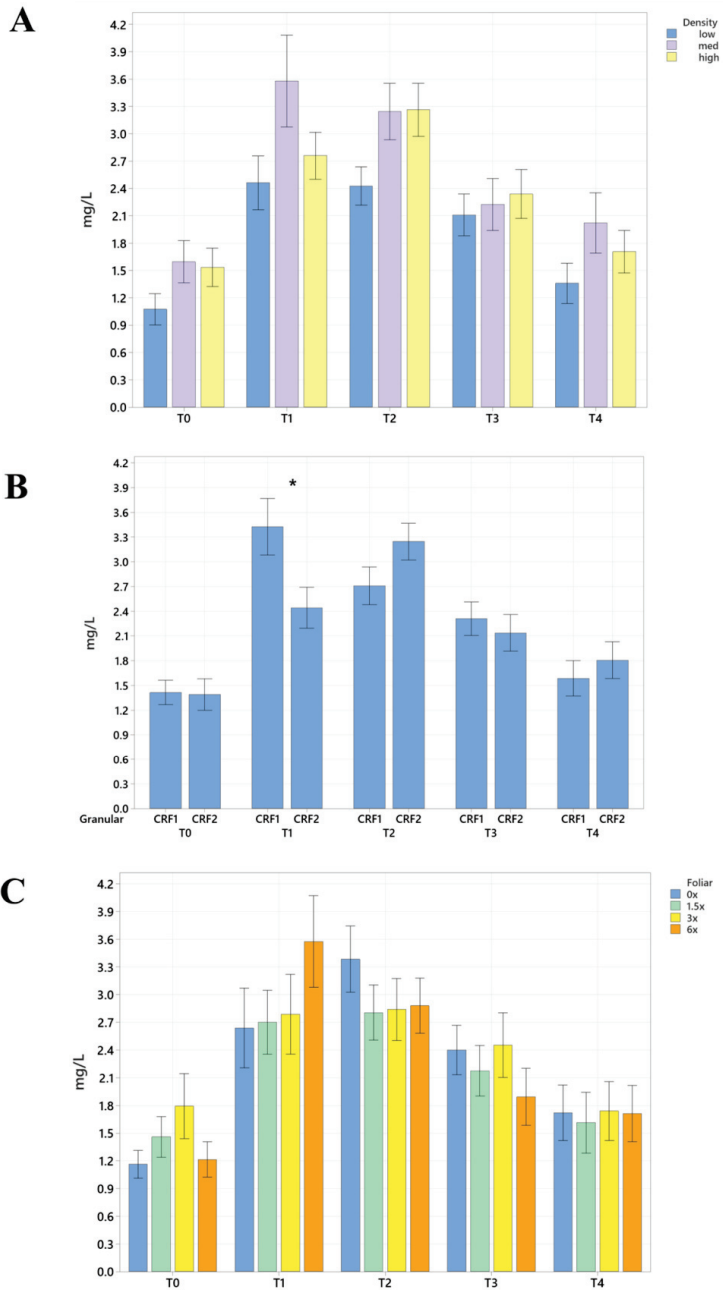 A
Density
low
med
high
4.2
3.9
3.6
3.3
3.0
2.7
2.4
2.1
1.8
1.5
1.2
0.9
0.6
0.3
0.0
mg/L
T0 T1 T2 T3 T4
B
4.2
3.9
3.6
3.3
3.0
2.7
2.4
2.1
1.8
1.5
1.2
0.9
0.6
0.3
0.0
mg/L
*
Granular CRF1 CRF2 CRF1 CRF2 CRF1 CRF2 CRF1 CRF2 CRF1 CRF2
T0 T1 T2 T3 T4
C
Foliar
0x
1.5x
3x
6x
4.2
3.9
3.6
3.3
3.0
2.7
2.4
2.1
1.8
1.5
1.2
0.9
0.6
0.3
0.0
mg/L
T0 T1 T2 T3 T4